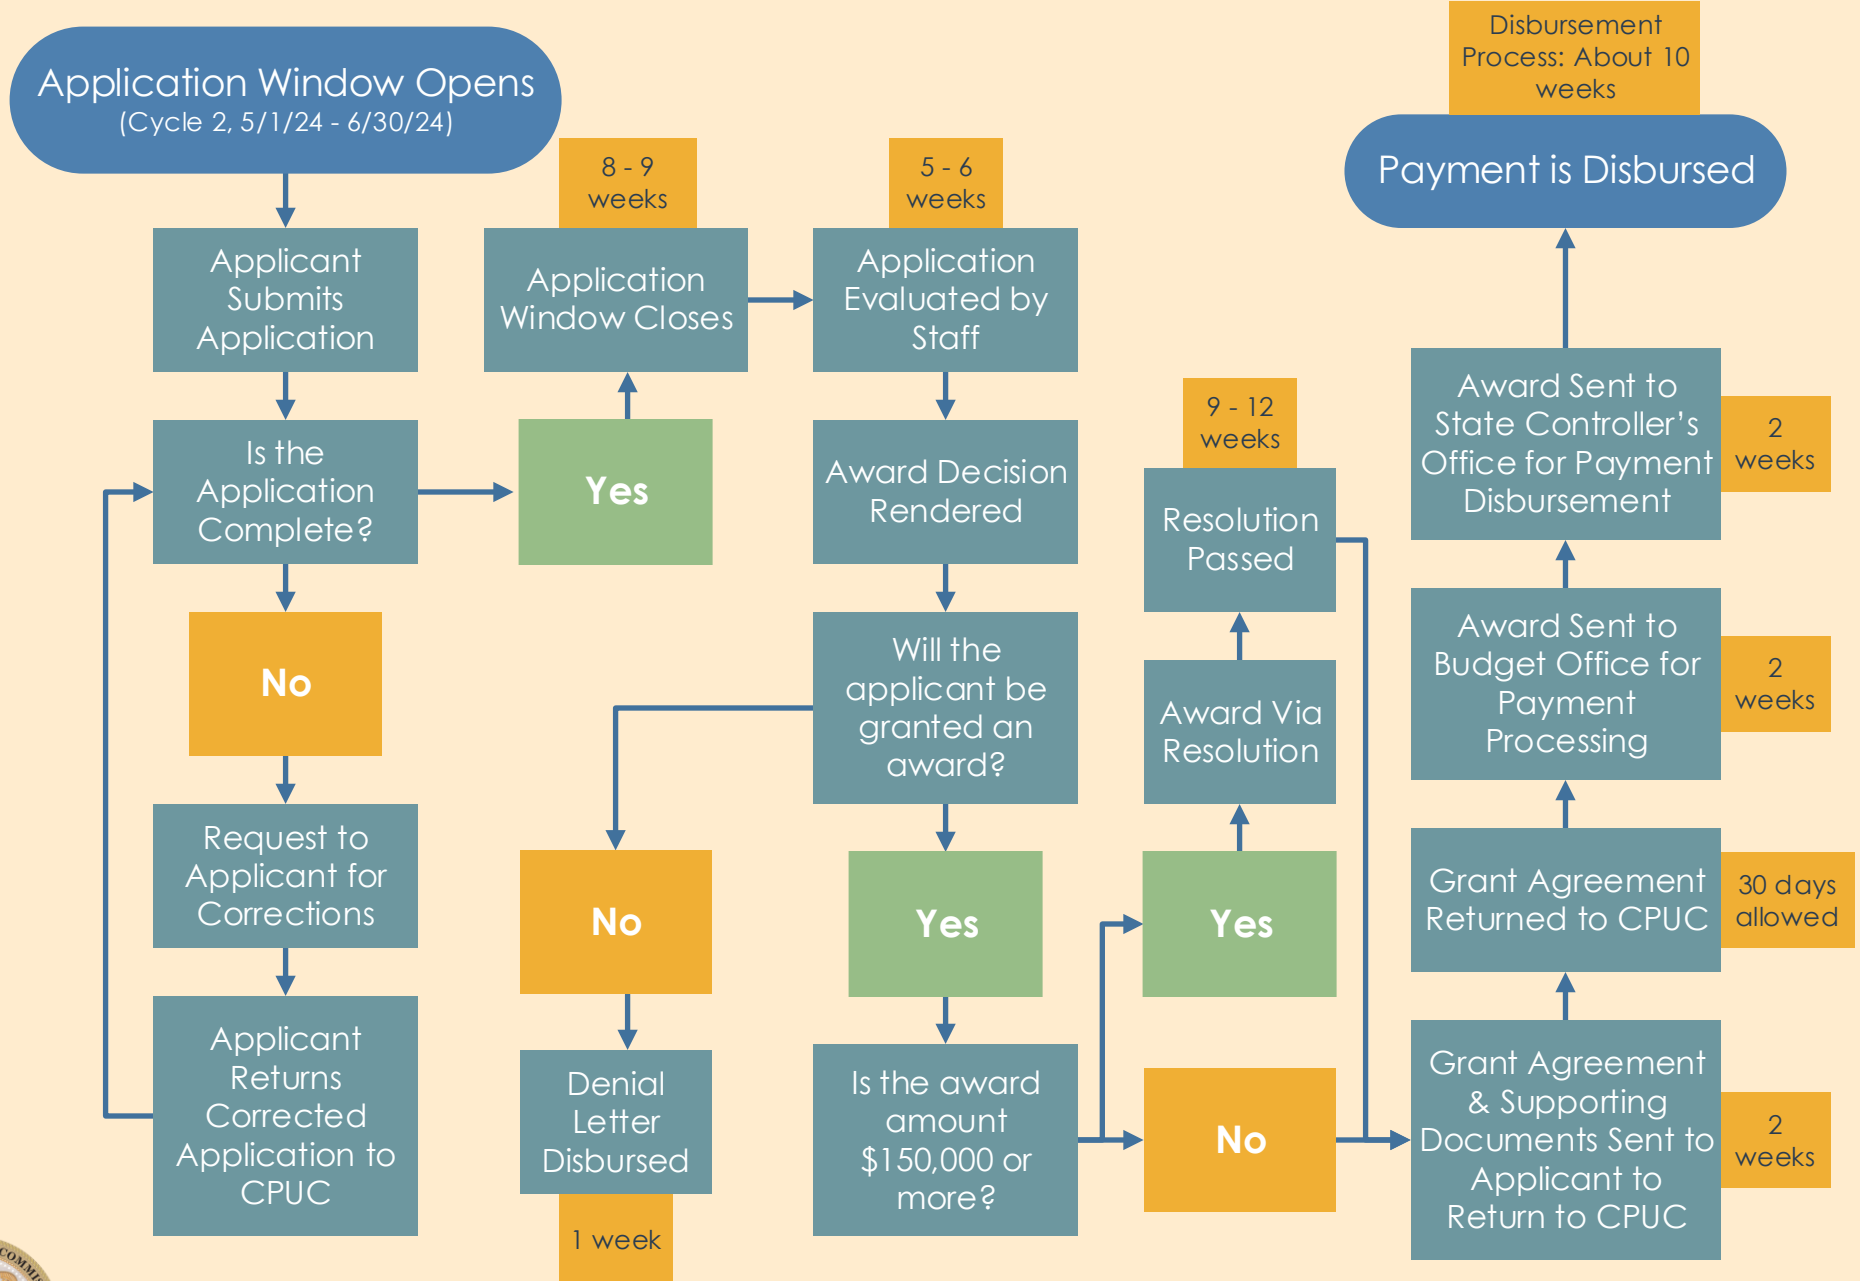 Application Window Opens
(Cycle 2, 5/1/24 - 6/30/24)
Applicant
Submits
Application
Is the
Application
Complete?
No
Request to
Applicant for
Corrections
Applicant
Returns
Corrected
Application to
CPUC
Yes
8 - 9
weeks
Application
Window Closes
5 - 6
weeks
Application
Evaluated by
Staff
Award Decision
Rendered
Will the
applicant be
granted an
award?
No
Denial
Letter
Disbursed
1 week
Yes
Is the award
amount
$150,000 or
more?
Yes
Award Via
Resolution
9 - 12
weeks
Resolution
Passed
No
Grant Agreement
& Supporting
Documents Sent to
Applicant to
Return to CPUC
2
weeks
Grant Agreement
Returned to CPUC
30 days
allowed
Award Sent to
Budget Office for
Payment
Processing
2
weeks
Award Sent to
State Controller's
Office for Payment
Disbursement
2
weeks
Disbursement
Process: About 10
weeks
Payment is Disbursed